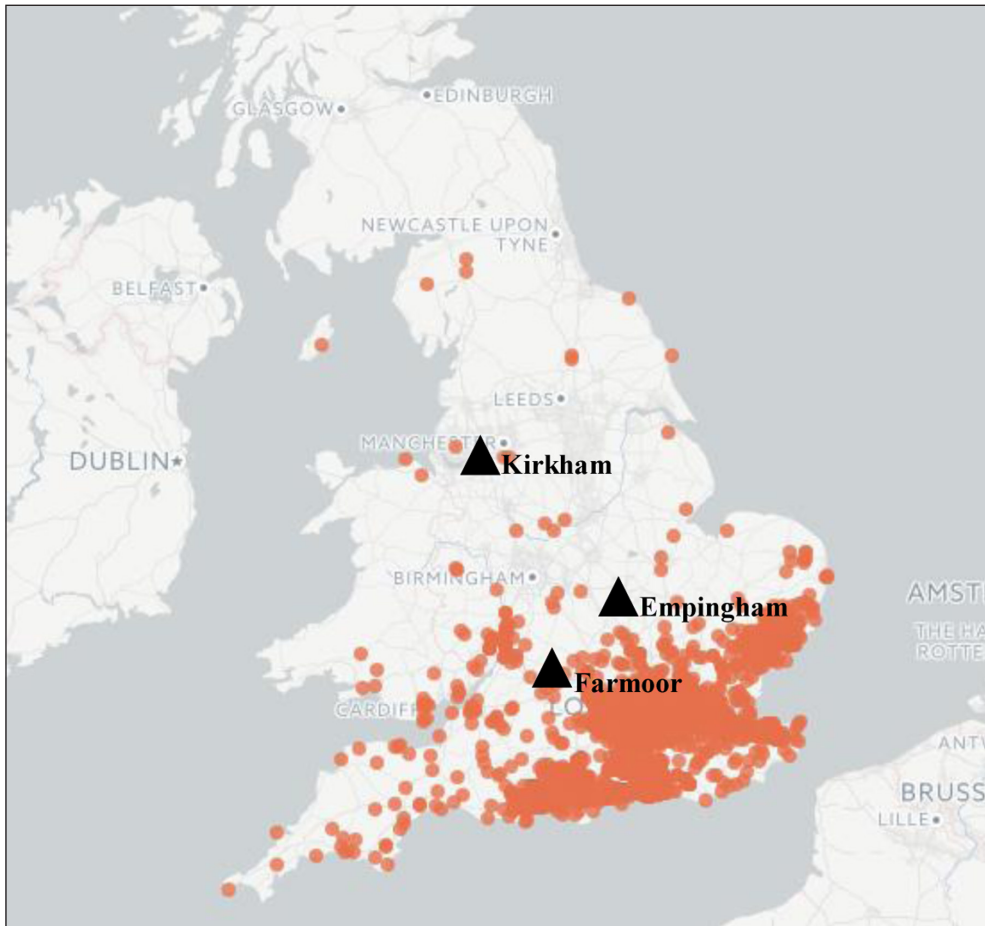 EDINBURGH
GLASGOW
NEWCASTLE UPON
TYNE
BELFAST
LEEDS
MANCHESTER
DUBLIN
Kirkham
BIRMINGHAM
AMST
Empingham
THE HA
ROTTE
Farmoor
CARDIFF
LO
ANTW
BRUSS
LILLE